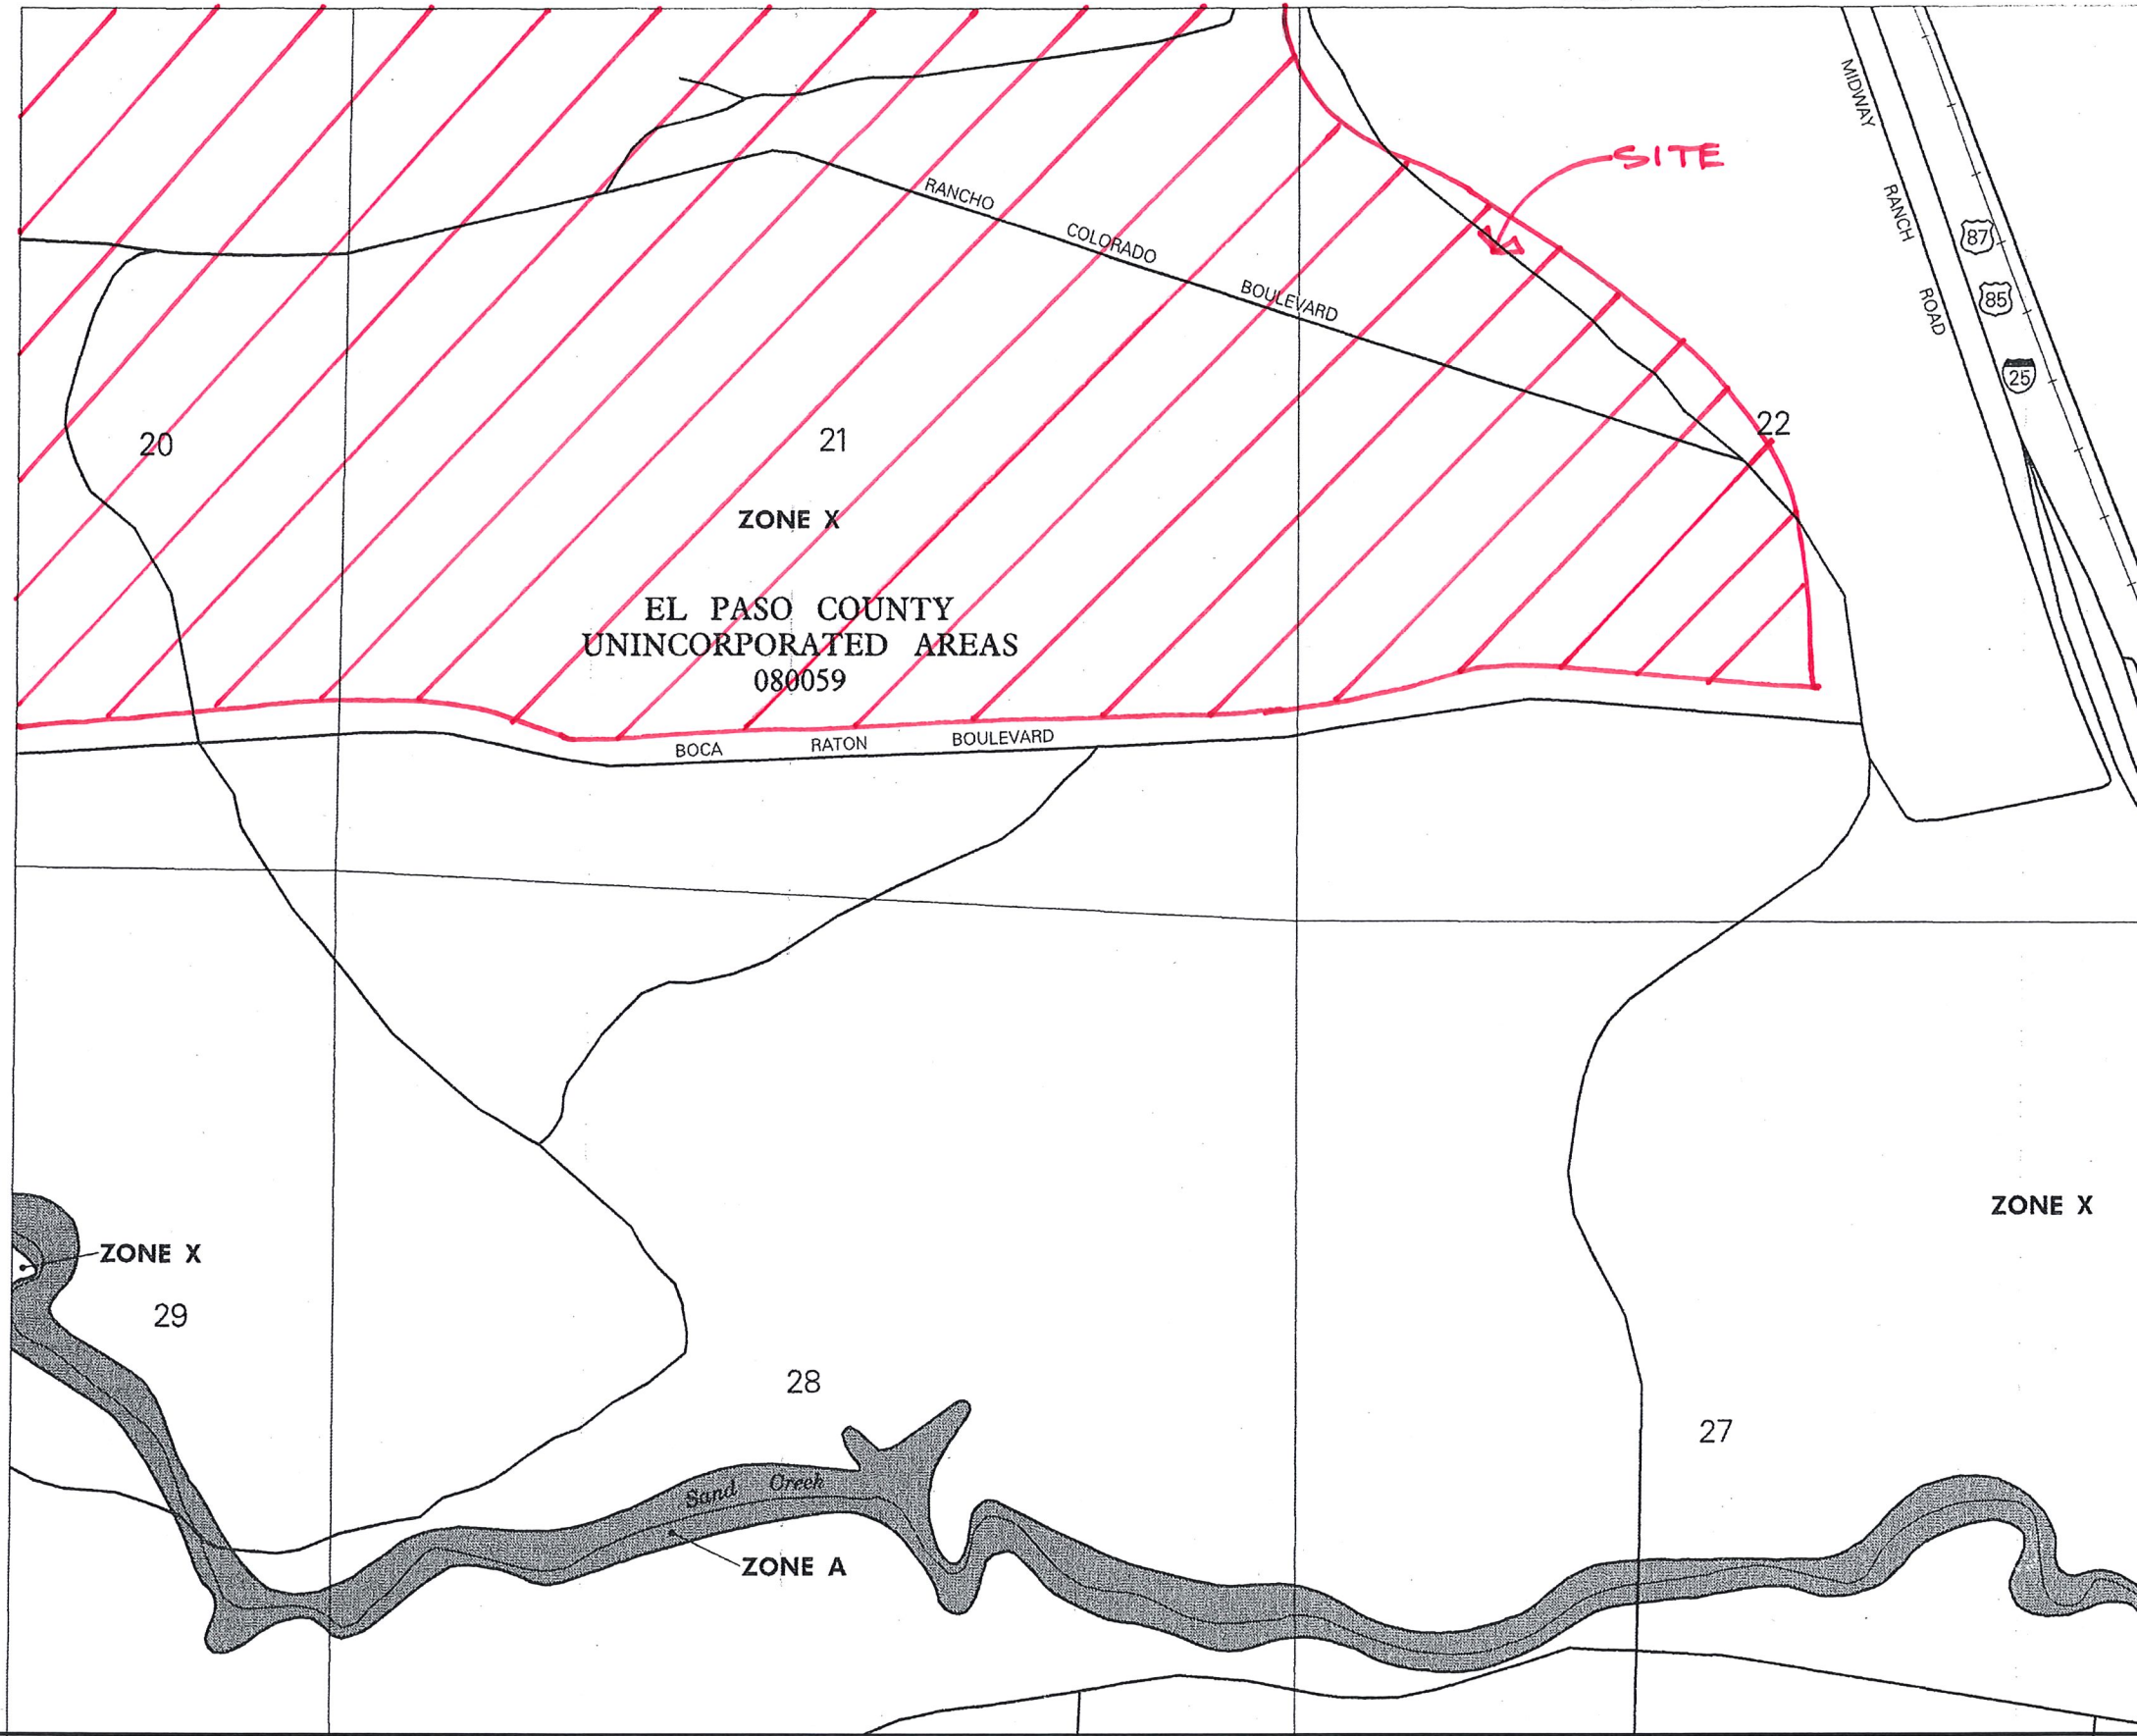 MIDWAY
RANCH
ROAD
SITE
87
85
25
RANCHO
COLORADO
BOULEVARD
20
21
22
ZONE X
EL PASO COUNTY
UNINCORPORATED AREAS
080059
BOCA RATON BOULEVARD
ZONE X
ZONE X
29
28
27
Sand Creek
ZONE A